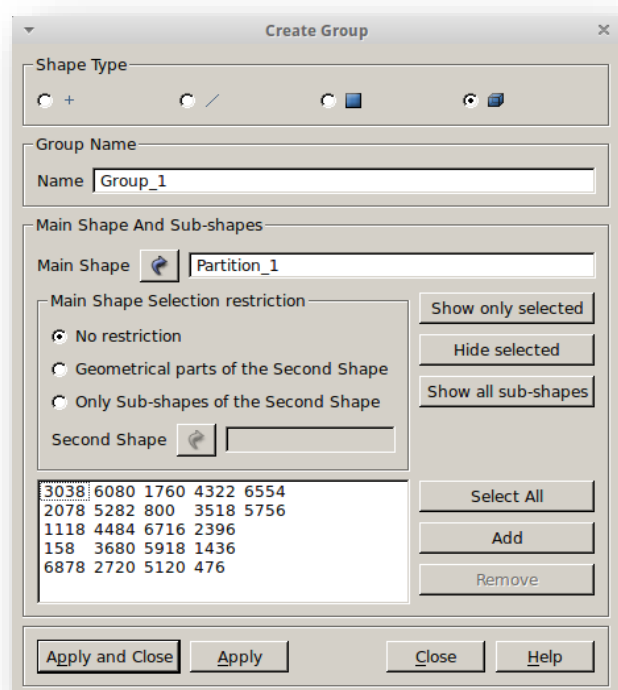 Create Group
Shape Type
Group Name
Name Group_1
Main Shape And Sub-shapes
Main Shape Partition_1
Main Shape Selection restriction
No restriction
Geometrical parts of the Second Shape
Only Sub-shapes of the Second Shape
Second Shape
Show only selected
Hide selected
Show all sub-shapes
3038 6080 1760 4322 6554
2078 5282 800 3518 5756
1118 4484 6716 2396
158 3680 5918 1436
6878 2720 5120 476
Select All
Add
Remove
Apply and Close Apply Close Help